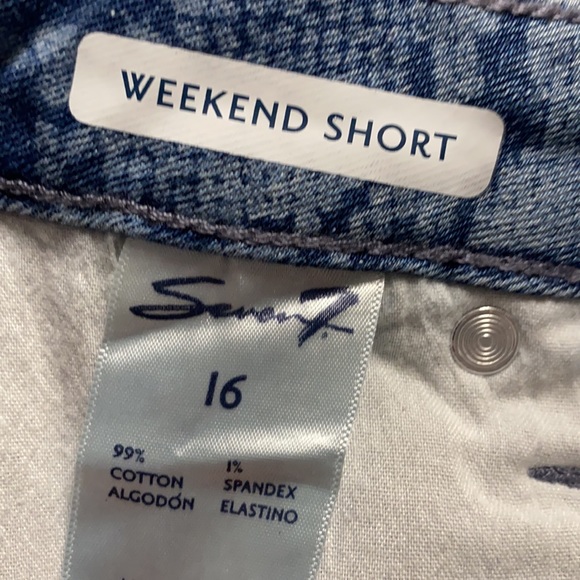 WEEKEND SHORT
Seven7
16
99%
COTTON
ALGODÓN
1%
SPANDEX
ELASTINO